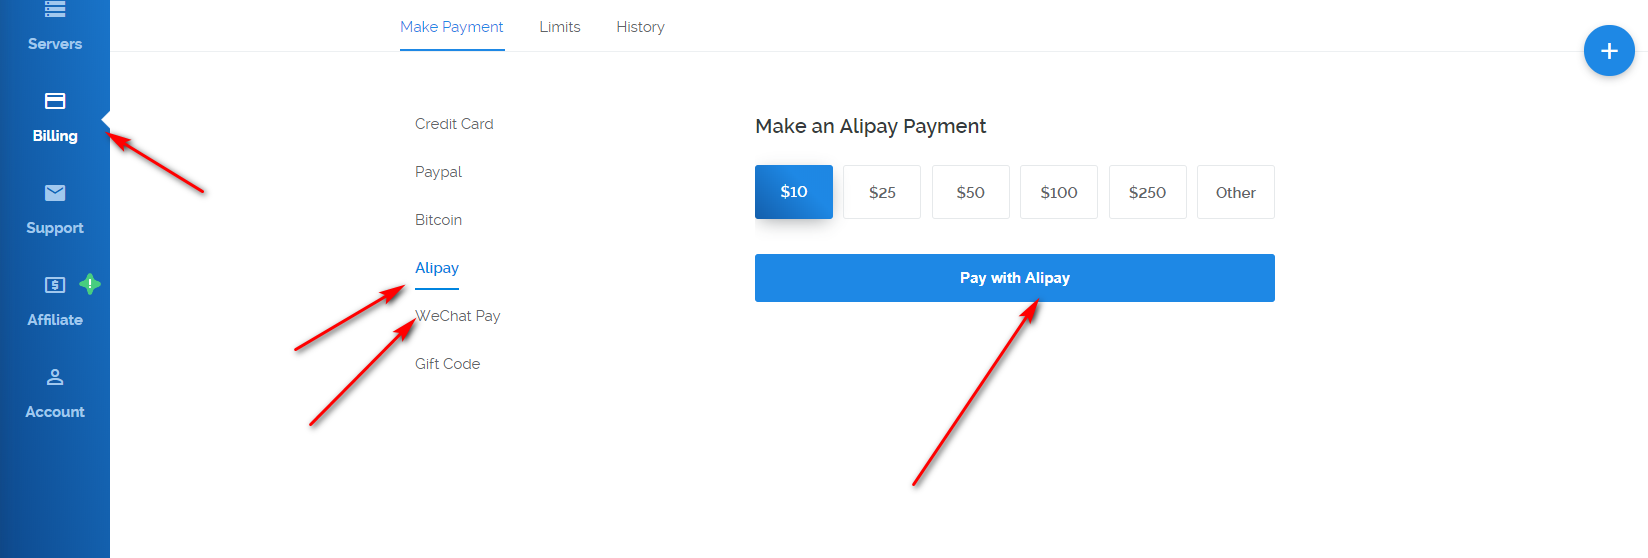 Servers
Billing
Support
Affiliate
Account
Make Payment Limits History
+
Credit Card
Paypal
Bitcoin
Alipay
WeChat Pay
Gift Code
Make an Alipay Payment
$10 $25 $50 $100 $250 Other
Pay with Alipay